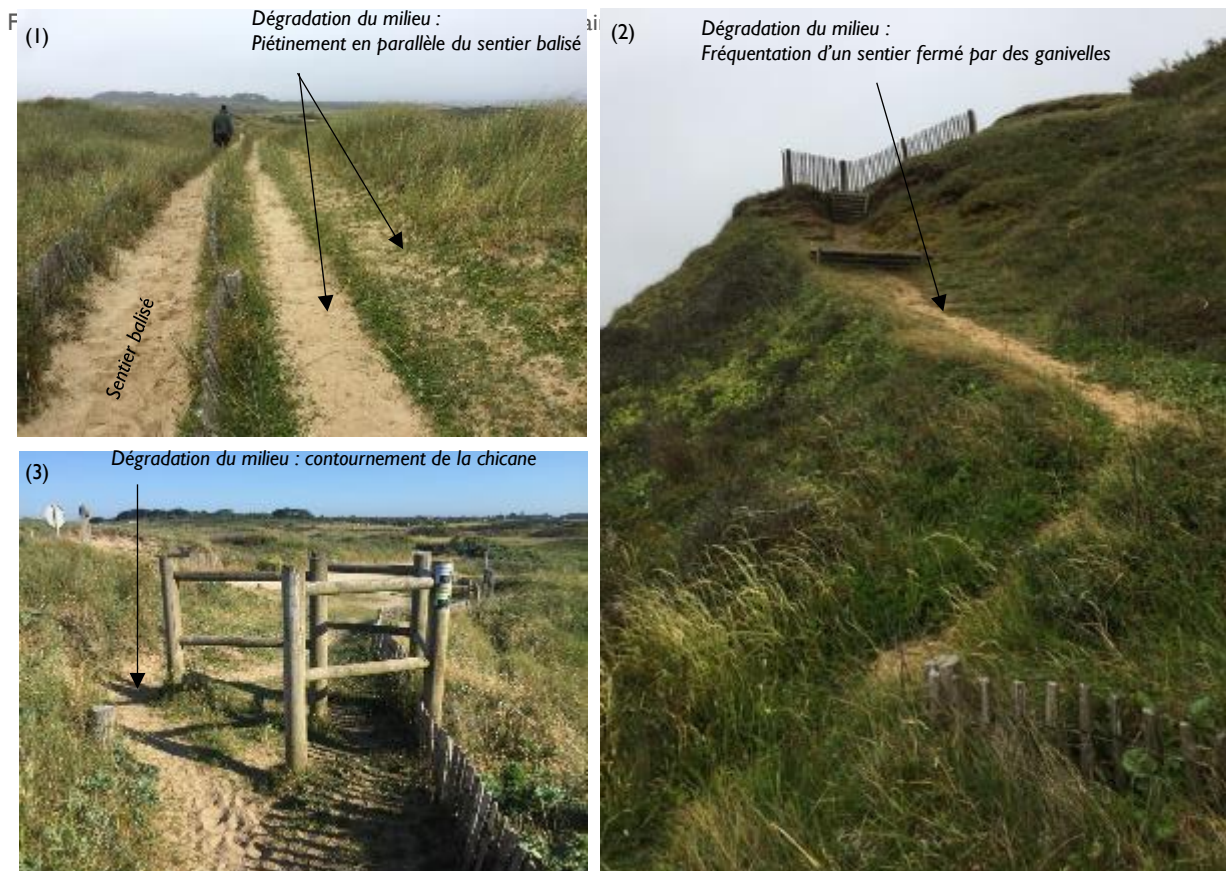 (1)
Dégradation du milieu :
Piétinement en parallèle du sentier balisé
Sentier balisé
(2)
Dégradation du milieu :
Fréquentation d'un sentier fermé par des ganivelles
(3)
Dégradation du milieu : contournement de la chicane